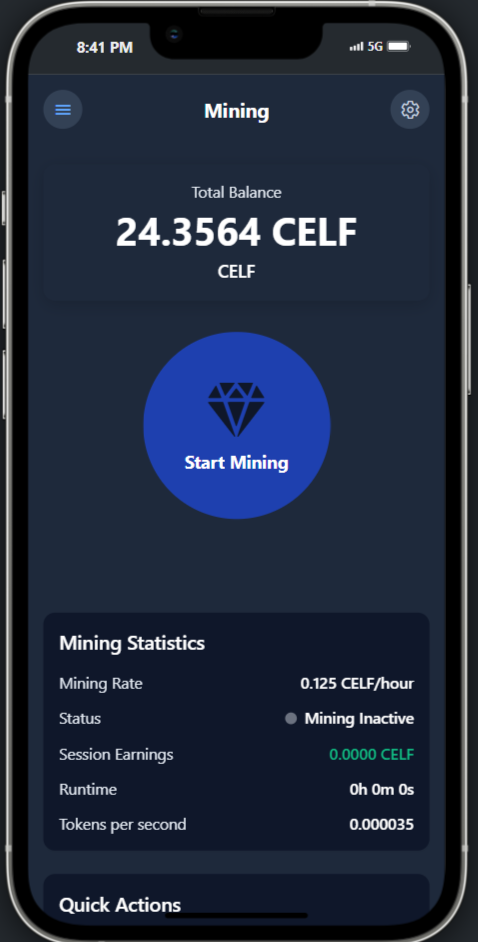 8:41 PM
5G
Mining
Total Balance
24.3564 CELF
CELF
Start Mining
Mining Statistics
Mining Rate 0.125 CELF/hour
Status Mining Inactive
Session Earnings 0.0000 CELF
Runtime 0h 0m 0s
Tokens per second 0.000035
Quick Actions